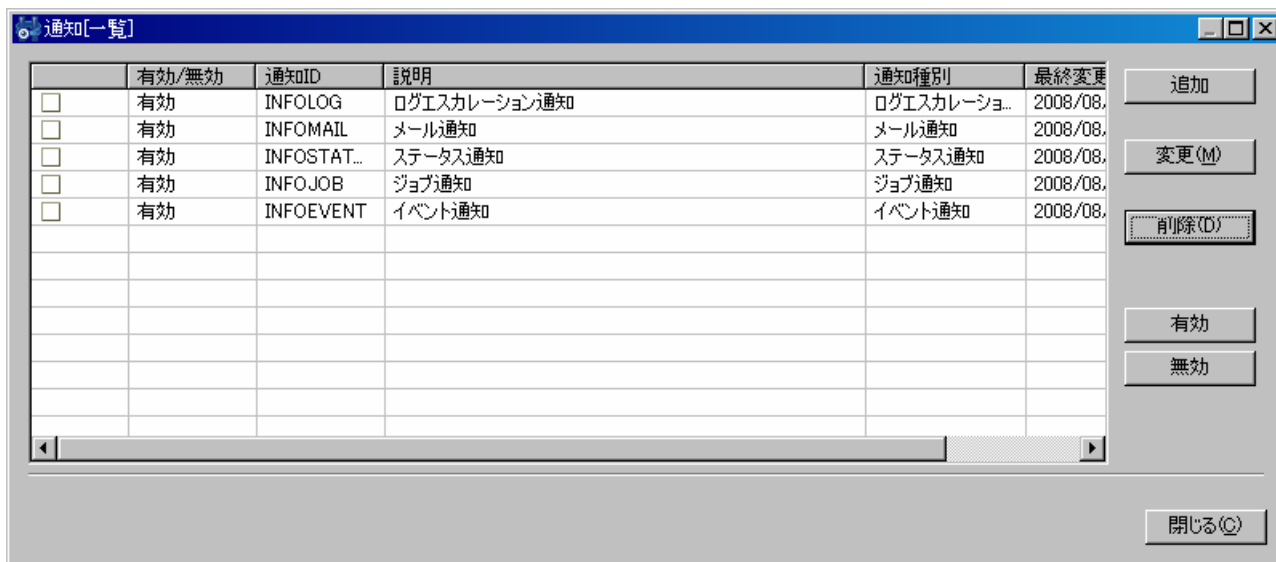 通知[一覧]
有効/無効 通知ID 説明 通知種別 最終変更
有効 INFOLOG ログエスカレーション通知 ログエスカレーショ... 2008/08/
有効 INFOMAIL メール通知 メール通知 2008/08/
有効 INFOSTAT... ステータス通知 ステータス通知 2008/08/
有効 INFOJOB ジョブ通知 ジョブ通知 2008/08/
有効 INFOEVENT イベント通知 イベント通知 2008/08/
追加
変更(M)
削除(D)
有効
無効
閉じる(C)